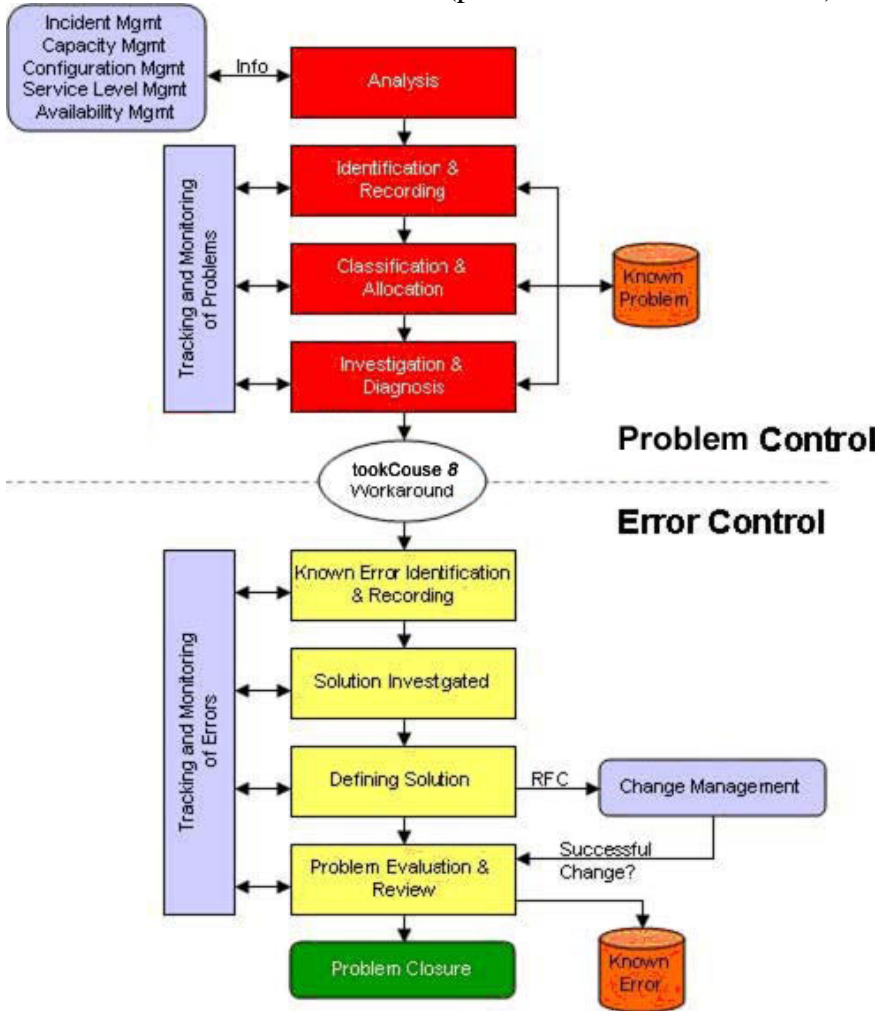 Incident Mgmt
Capacity Mgmt
Configuration Mgmt
Service Level Mgmt
Availability Mgmt
Info
Analysis
Tracking and Monitoring
of Problems
Identification &
Recording
Classification &
Allocation
Known
Problem
Investigation &
Diagnosis
Problem Control
tookCouse 8
Workaround
Error Control
Tracking and Monitoring
of Errors
Known Error Identification
& Recording
Solution Investgated
Defining Solution
RFC
Change Management
Successful
Change?
Problem Evaluation &
Review
Problem Closure
Known
Error